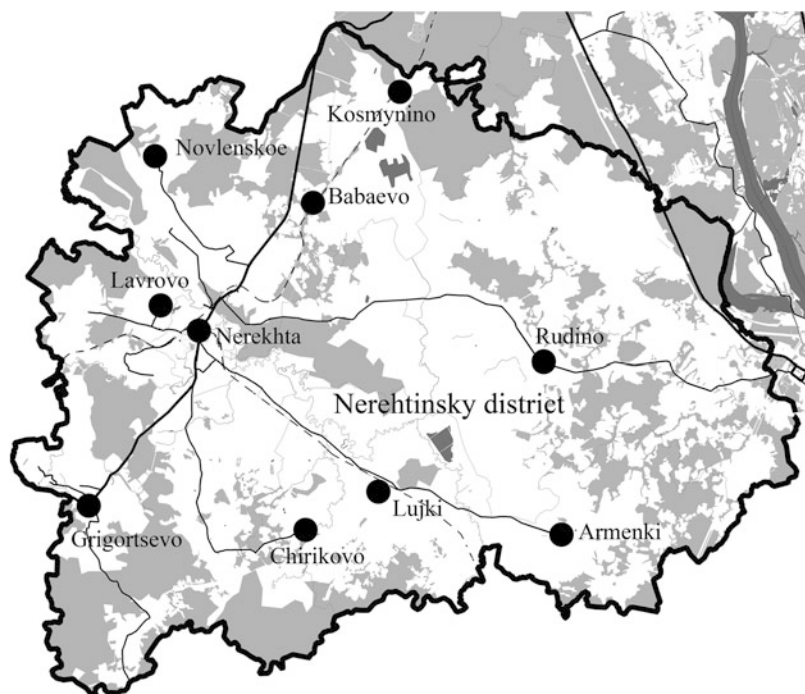 Kosmynino
Novlenskoe
Babaevo
Lavrovo
Nerekhta
Rudino
Nerehtinsky district
Lujki
Grigortsevo
Chirikovo
Armenki